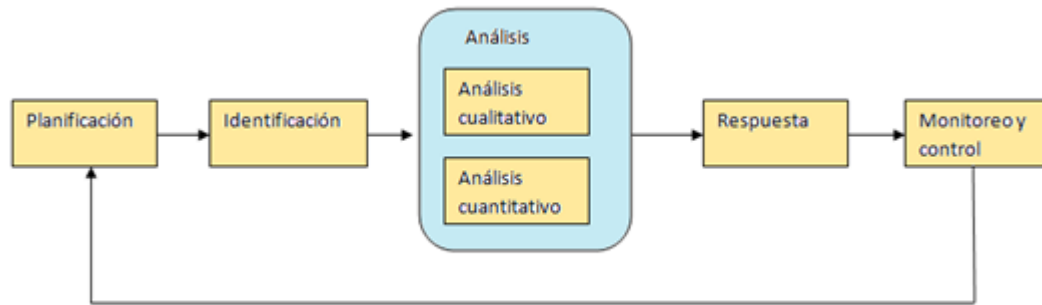 Planificación
Identificación
Análisis
Análisis
cualitativo
Análisis
cuantitativo
Respuesta
Monitoreo y
control